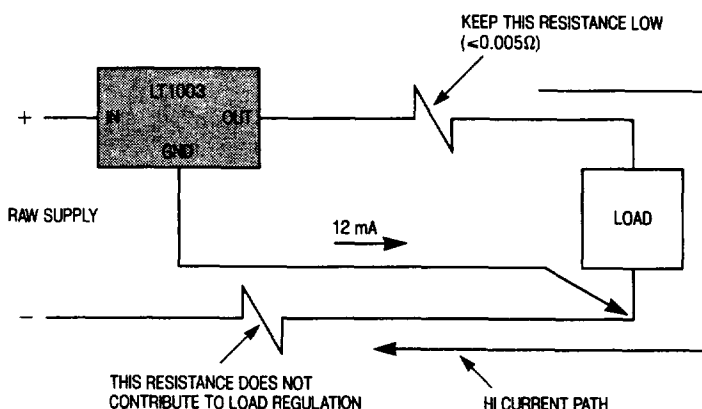 KEEP THIS RESISTANCE LOW
(≤0.005Ω)
LT1003
+
IN
OUT
GND
RAW SUPPLY
LOAD
12 mA
−
THIS RESISTANCE DOES NOT
CONTRIBUTE TO LOAD REGULATION
HI CURRENT PATH